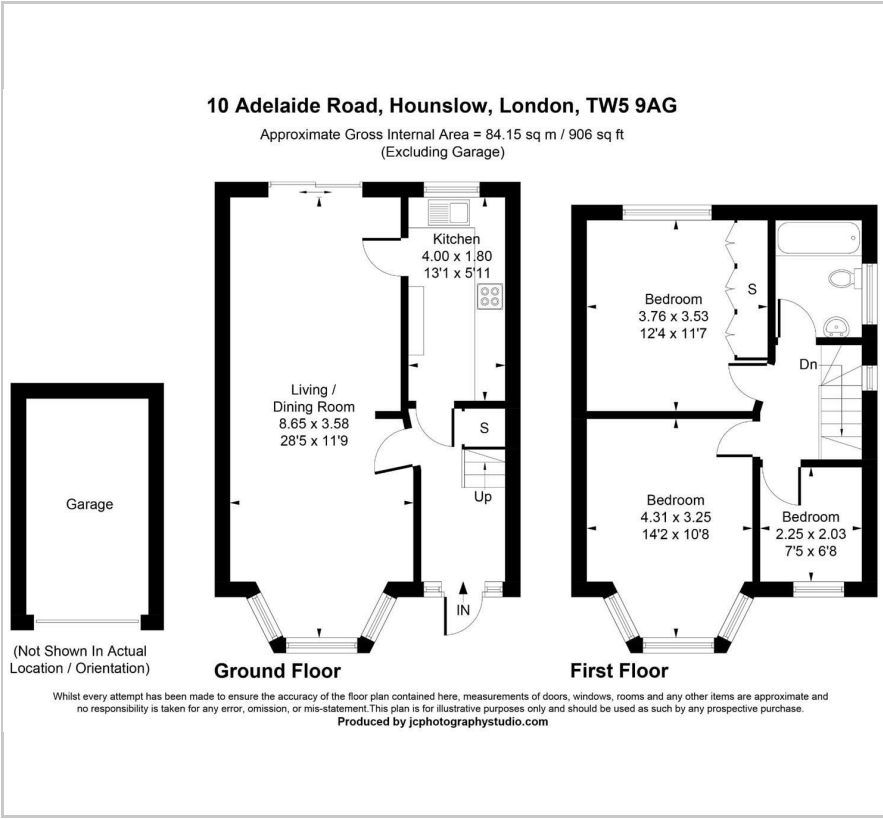 10 Adelaide Road, Hounslow, London, TW5 9AG
Approximate Gross Internal Area = 84.15 sq m / 906 sq ft
(Excluding Garage)
Kitchen
4.00 x 1.80
13'1 x 5'11
Living /
Dining Room
8.65 x 3.58
28'5 x 11'9
S
Up
IN
Garage
(Not Shown In Actual
Location / Orientation)
Ground Floor
Bedroom
3.76 x 3.53
12'4 x 11'7
S
Dn
Bedroom
4.31 x 3.25
14'2 x 10'8
Bedroom
2.25 x 2.03
7'5 x 6'8
First Floor
Whilst every attempt has been made to ensure the accuracy of the floor plan contained here, measurements of doors, windows, rooms and any other items are approximate and
no responsibility is taken for any error, omission, or mis-statement.This plan is for illustrative purposes only and should be used as such by any prospective purchase.
Produced by jcphotographystudio.com